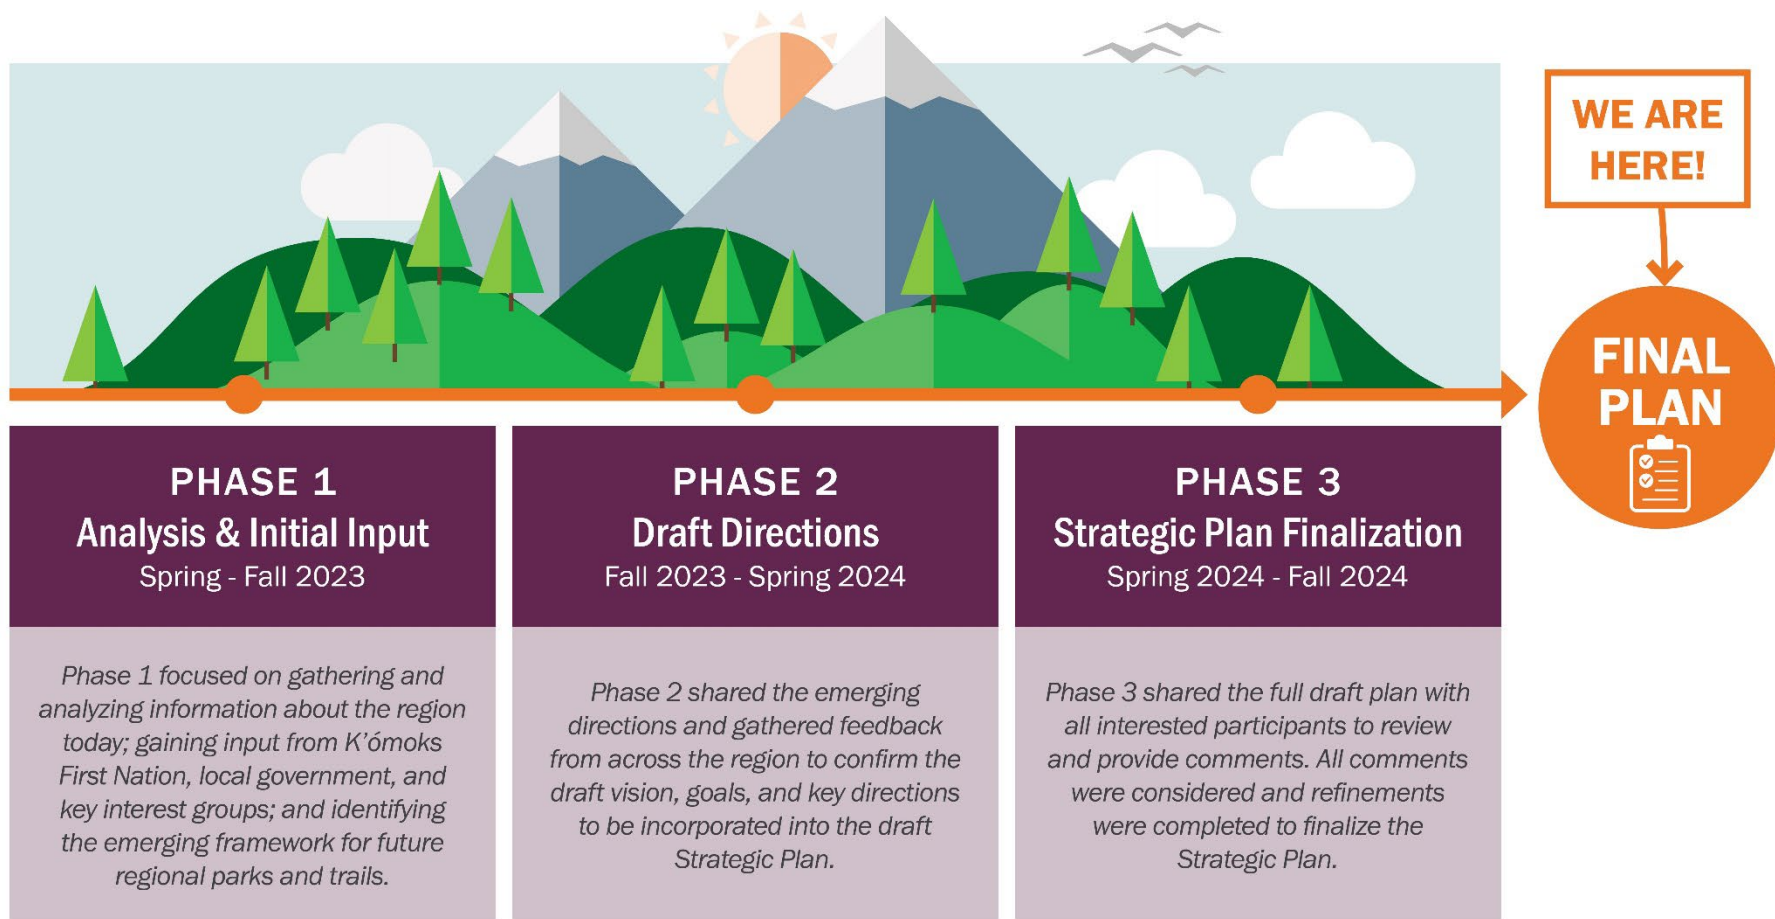 WE ARE
HERE!
FINAL
PLAN
PHASE 1
Analysis & Initial Input
Spring - Fall 2023
Phase 1 focused on gathering and
analyzing information about the region
today; gaining input from K'ómoks
First Nation, local government, and
key interest groups; and identifying
the emerging framework for future
regional parks and trails.
PHASE 2
Draft Directions
Fall 2023 - Spring 2024
Phase 2 shared the emerging
directions and gathered feedback
from across the region to confirm the
draft vision, goals, and key directions
to be incorporated into the draft
Strategic Plan.
PHASE 3
Strategic Plan Finalization
Spring 2024 - Fall 2024
Phase 3 shared the full draft plan with
all interested participants to review
and provide comments. All comments
were considered and refinements
were completed to finalize the
Strategic Plan.